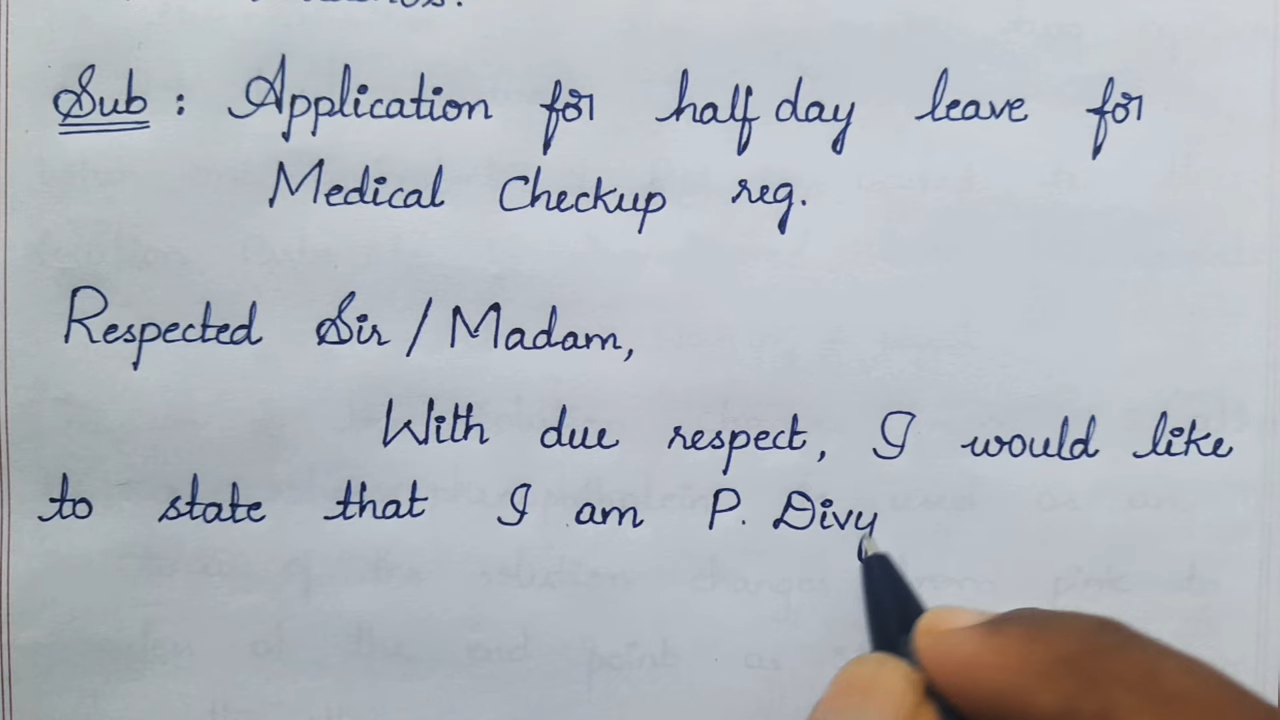 Sub : Application for half day leave for
Medical Checkup reg.
Respected Sir / Madam,
With due respect, I would like
to state that I am P. Divy